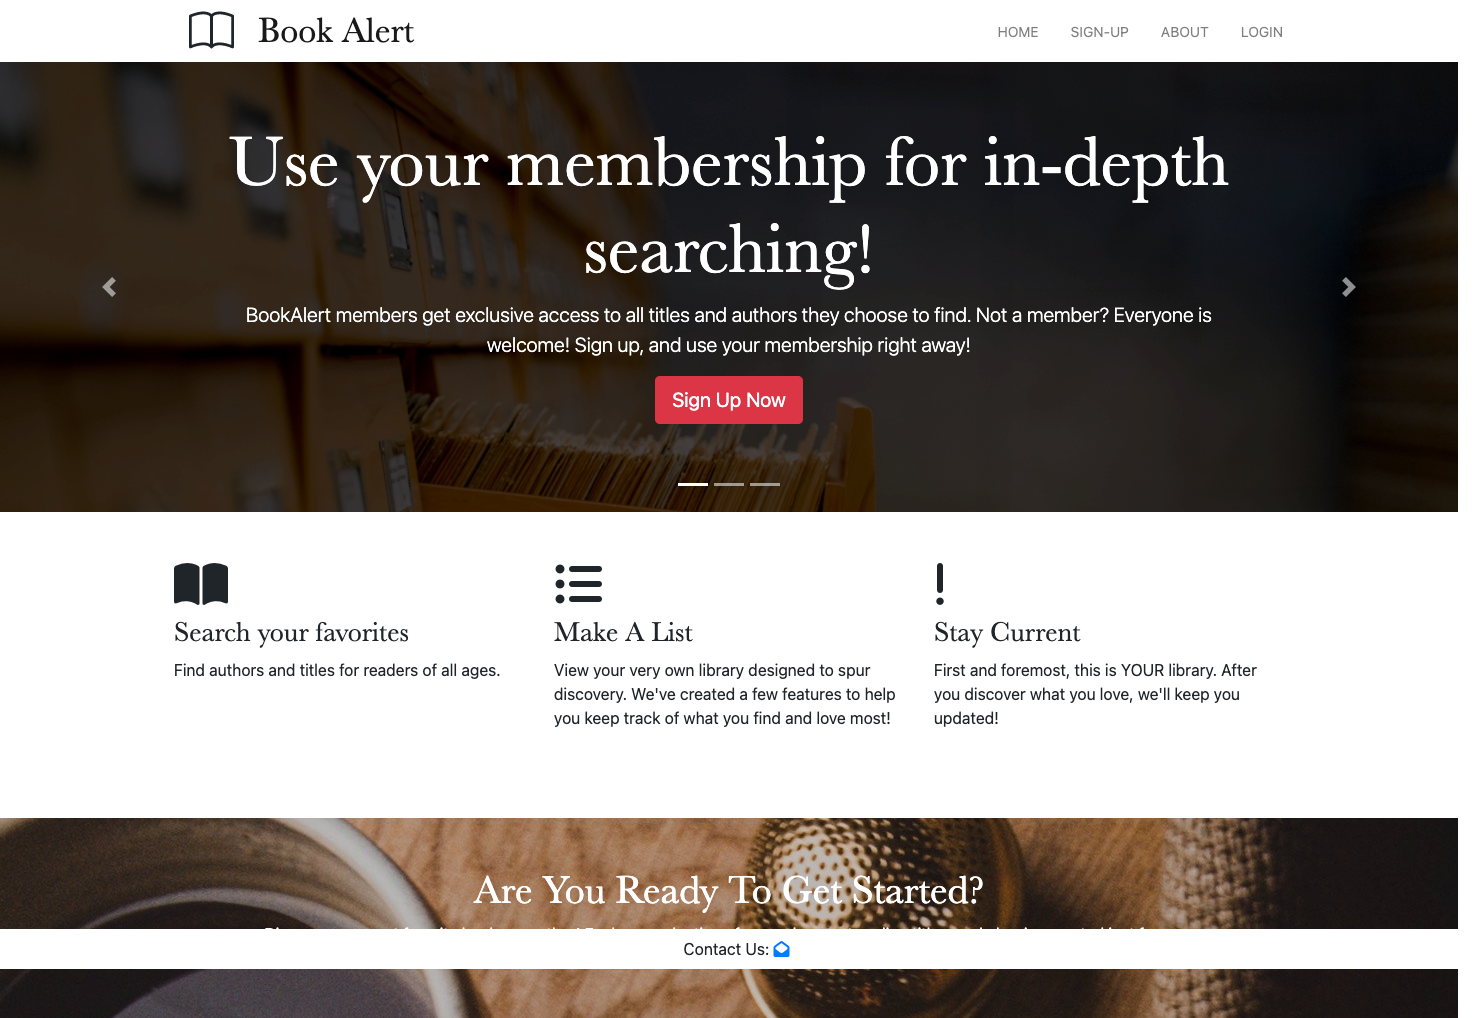 Book Alert
HOME SIGN-UP ABOUT LOGIN
Use your membership for in-depth
searching!
BookAlert members get exclusive access to all titles and authors they choose to find. Not a member? Everyone is
welcome! Sign up, and use your membership right away!
Sign Up Now
Search your favorites
Find authors and titles for readers of all ages.
Make A List
View your very own library designed to spur
discovery. We've created a few features to help
you keep track of what you find and love most!
Stay Current
First and foremost, this is YOUR library. After
you discover what you love, we'll keep you
updated!
Are You Ready To Get Started?
Contact Us: